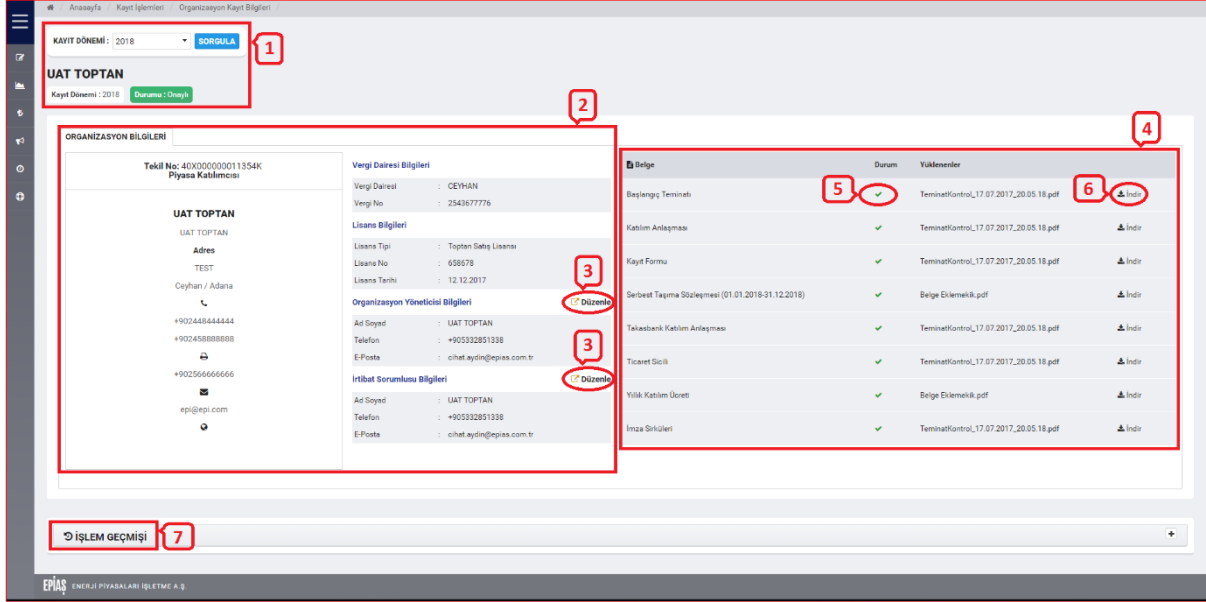 Anasayfa / Kayıt İşlemleri / Organizasyon Kayıt Bilgileri /
KAYIT DÖNEMİ : 2018 SORGULA
1
UAT TOPTAN
Kayıt Dönemi : 2018 Durumu : Onaylı
2
4
ORGANİZASYON BİLGİLERİ
Tekil No: 40X000000011354K
Piyasa Katılımcısı
UAT TOPTAN
UAT TOPTAN
Adres
TEST
Ceyhan / Adana
+902448444444
+902458888888
+902566666666
epi@epi.com
Vergi Dairesi Bilgileri
Vergi Dairesi : CEYHAN
Vergi No : 2543677776
Lisans Bilgileri
Lisans Tipi : Toptan Satış Lisansı
Lisans No : 658678
Lisans Tarihi : 12.12.2017
3
Organizasyon Yöneticisi Bilgileri Düzenle
Ad Soyad : UAT TOPTAN
Telefon : +905332851338
E-Posta : cihat.aydin@epias.com.tr
3
İrtibat Sorumlusu Bilgileri Düzenle
Ad Soyad : UAT TOPTAN
Telefon : +905332851338
E-Posta : cihat.aydin@epias.com.tr
Belge Durum Yüklenenler
5
6
Başlangıç Teminatı TeminatKontrol_17.07.2017_20.05.18.pdf İndir
Katılım Anlaşması TeminatKontrol_17.07.2017_20.05.18.pdf İndir
Kayıt Formu TeminatKontrol_17.07.2017_20.05.18.pdf İndir
Serbest Taşıma Sözleşmesi (01.01.2018-31.12.2018) Belge Eklemekik.pdf İndir
Takasbank Katılım Anlaşması TeminatKontrol_17.07.2017_20.05.18.pdf İndir
Ticaret Sicili TeminatKontrol_17.07.2017_20.05.18.pdf İndir
Yıllık Katılım Ücreti Belge Eklemekik.pdf İndir
İmza Sirküleri TeminatKontrol_17.07.2017_20.05.18.pdf İndir
İŞLEM GEÇMİŞİ 7
EPİAŞ ENERJİ PİYASALARI İŞLETME A.Ş.